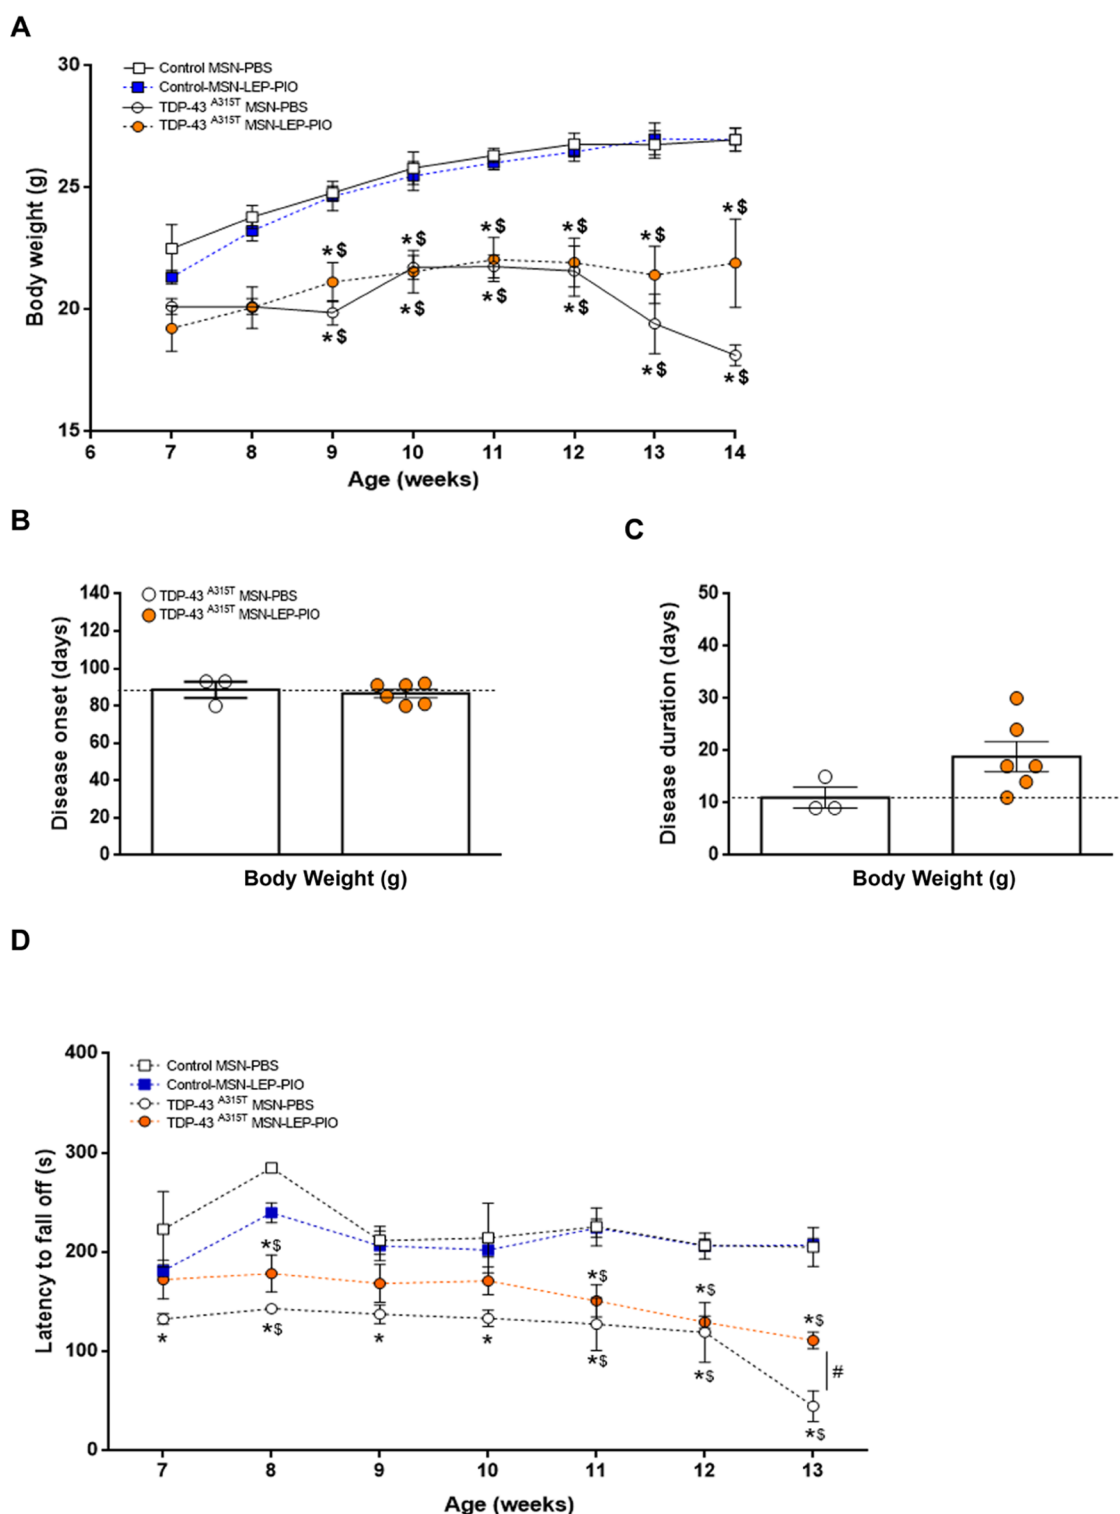 A
30
25
20
15
Body weight (g)
Control MSN-PBS
Control-MSN-LEP-PIO
TDP-43 A315T MSN-PBS
TDP-43 A315T MSN-LEP-PIO
*$ *$ *$ *$ *$ *$
*$ *$ *$ *$ *$ *$
6 7 8 9 10 11 12 13 14
Age (weeks)
B
140
120
100
80
60
40
20
0
Disease onset (days)
TDP-43 A315T MSN-PBS
TDP-43 A315T MSN-LEP-PIO
Body Weight (g)
C
50
40
30
20
10
0
Disease duration (days)
Body Weight (g)
D
400
300
200
100
0
Latency to fall off (s)
Control MSN-PBS
Control-MSN-LEP-PIO
TDP-43 A315T MSN-PBS
TDP-43 A315T MSN-LEP-PIO
*$ *$ *$ *$
* *$ * * *$ *$ *$
#
7 8 9 10 11 12 13
Age (weeks)